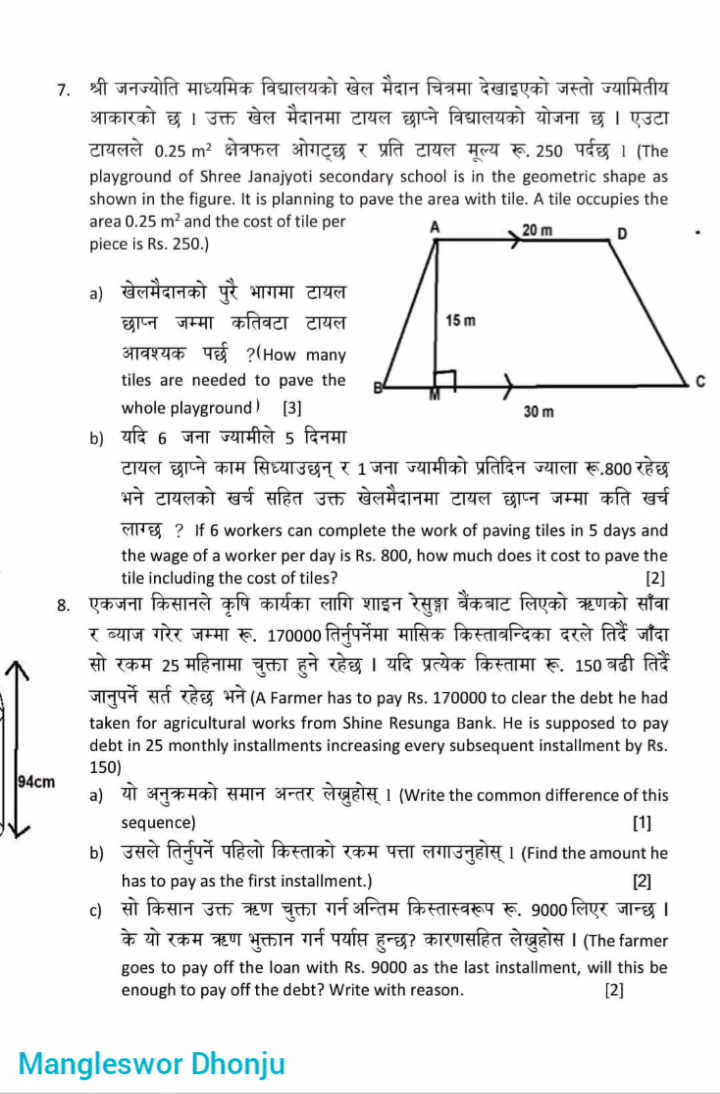 7. श्री जनज्योति माध्यमिक विद्यालयको खेल मैदान चित्रमा देखाइएको जस्तो ज्यामितीय
आकारको छ । उक्त खेल मैदानमा टायल छाप्ने विद्यालयको योजना छ । एउटा
टायलले 0.25 m² क्षेत्रफल ओगट्छ र प्रति टायल मूल्य रू. 250 पर्दछ । (The
playground of Shree Janajyoti secondary school is in the geometric shape as
shown in the figure. It is planning to pave the area with tile. A tile occupies the
area 0.25 m² and the cost of tile per
piece is Rs. 250.)
A 20 m D
15 m
B M C
30 m
a) खेलमैदानको पुरै भागमा टायल
छाप्न जम्मा कतिवटा टायल
आवश्यक पर्छ ?(How many
tiles are needed to pave the
whole playground) [3]
b) यदि 6 जना ज्यामीले 5 दिनमा
टायल छाप्ने काम सिध्याउछन् र 1 जना ज्यामीको प्रतिदिन ज्याला रू.800 रहेछ
भने टायलको खर्च सहित उक्त खेलमैदानमा टायल छाप्न जम्मा कति खर्च
लाग्छ ? If 6 workers can complete the work of paving tiles in 5 days and
the wage of a worker per day is Rs. 800, how much does it cost to pave the
tile including the cost of tiles? [2]
8. एकजना किसानले कृषि कार्यका लागि शाइन रेसुङ्गा बैंकबाट लिएको ऋणको साँवा
र ब्याज गरेर जम्मा रू. 170000 तिर्नुपर्नेमा मासिक किस्ताबन्दिका दरले तिर्दै जाँदा
सो रकम 25 महिनामा चुक्ता हुने रहेछ । यदि प्रत्येक किस्तामा रू. 150 बढी तिर्दै
जानुपर्ने सर्त रहेछ भने (A Farmer has to pay Rs. 170000 to clear the debt he had
taken for agricultural works from Shine Resunga Bank. He is supposed to pay
debt in 25 monthly installments increasing every subsequent installment by Rs.
150)
94cm
a) यो अनुक्रमको समान अन्तर लेख्नुहोस् । (Write the common difference of this
sequence) [1]
b) उसले तिर्नुपर्ने पहिलो किस्ताको रकम पत्ता लगाउनुहोस् । (Find the amount he
has to pay as the first installment.) [2]
c) सो किसान उक्त ऋण चुक्ता गर्न अन्तिम किस्तास्वरूप रू. 9000 लिएर जान्छ ।
के यो रकम ऋण भुक्तान गर्न पर्याप्त हुन्छ? कारणसहित लेख्नुहोस । (The farmer
goes to pay off the loan with Rs. 9000 as the last installment, will this be
enough to pay off the debt? Write with reason. [2]
Mangleswor Dhonju